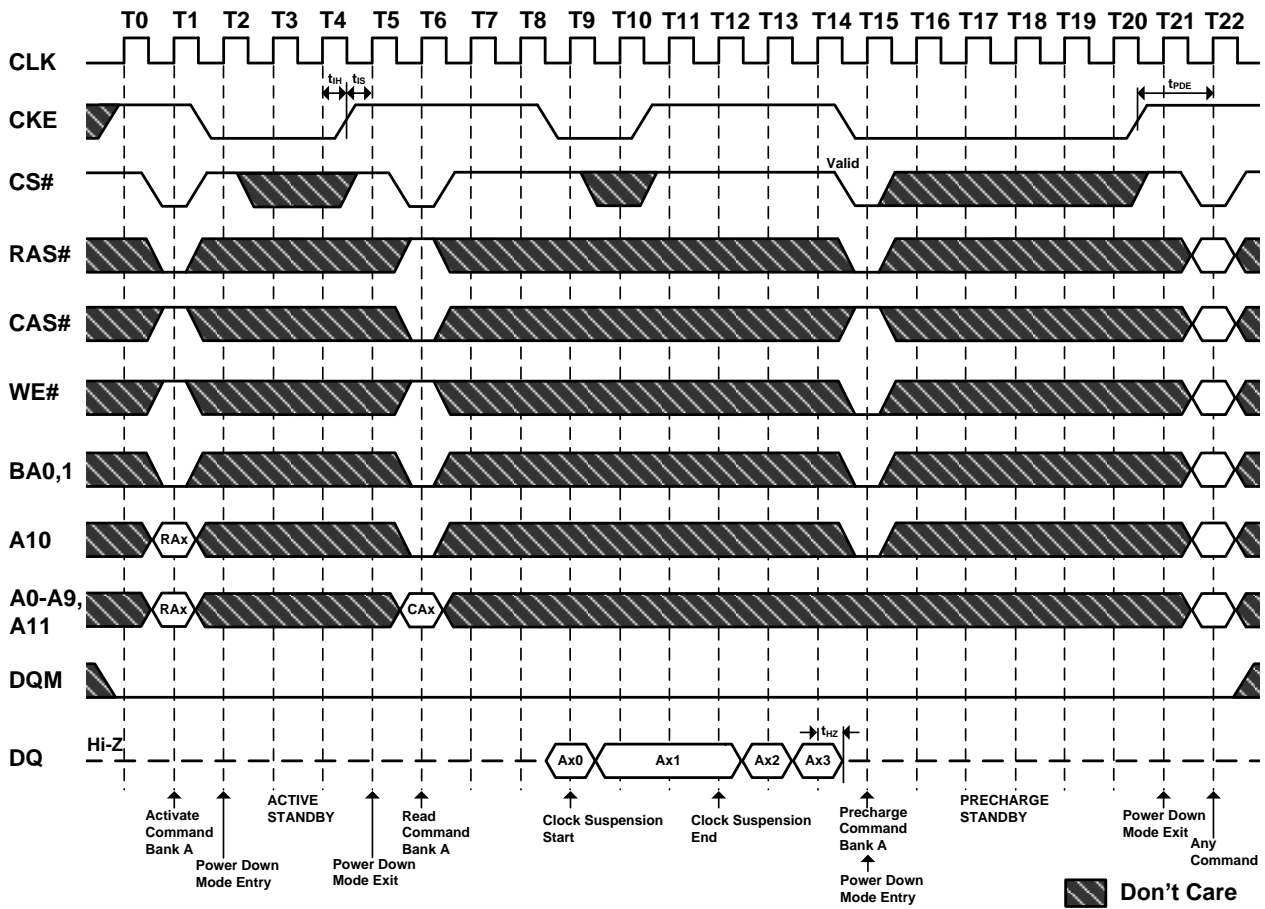 T0 T1 T2 T3 T4 T5 T6 T7 T8 T9 T10 T11 T12 T13 T14 T15 T16 T17 T18 T19 T20 T21 T22
CLK
tIH tIS
tPDE
CKE
Valid
CS#
RAS#
CAS#
WE#
BA0,1
A10
RAx
A0-A9,
A11
RAx
CAx
DQM
Hi-Z
DQ
Ax0
Ax1
Ax2
Ax3
tHZ
Activate
Command
Bank A
Power Down
Mode Entry
ACTIVE
STANDBY
Power Down
Mode Exit
Read
Command
Bank A
Clock Suspension
Start
Clock Suspension
End
Precharge
Command
Bank A
Power Down
Mode Entry
PRECHARGE
STANDBY
Power Down
Mode Exit
Any
Command
Don't Care